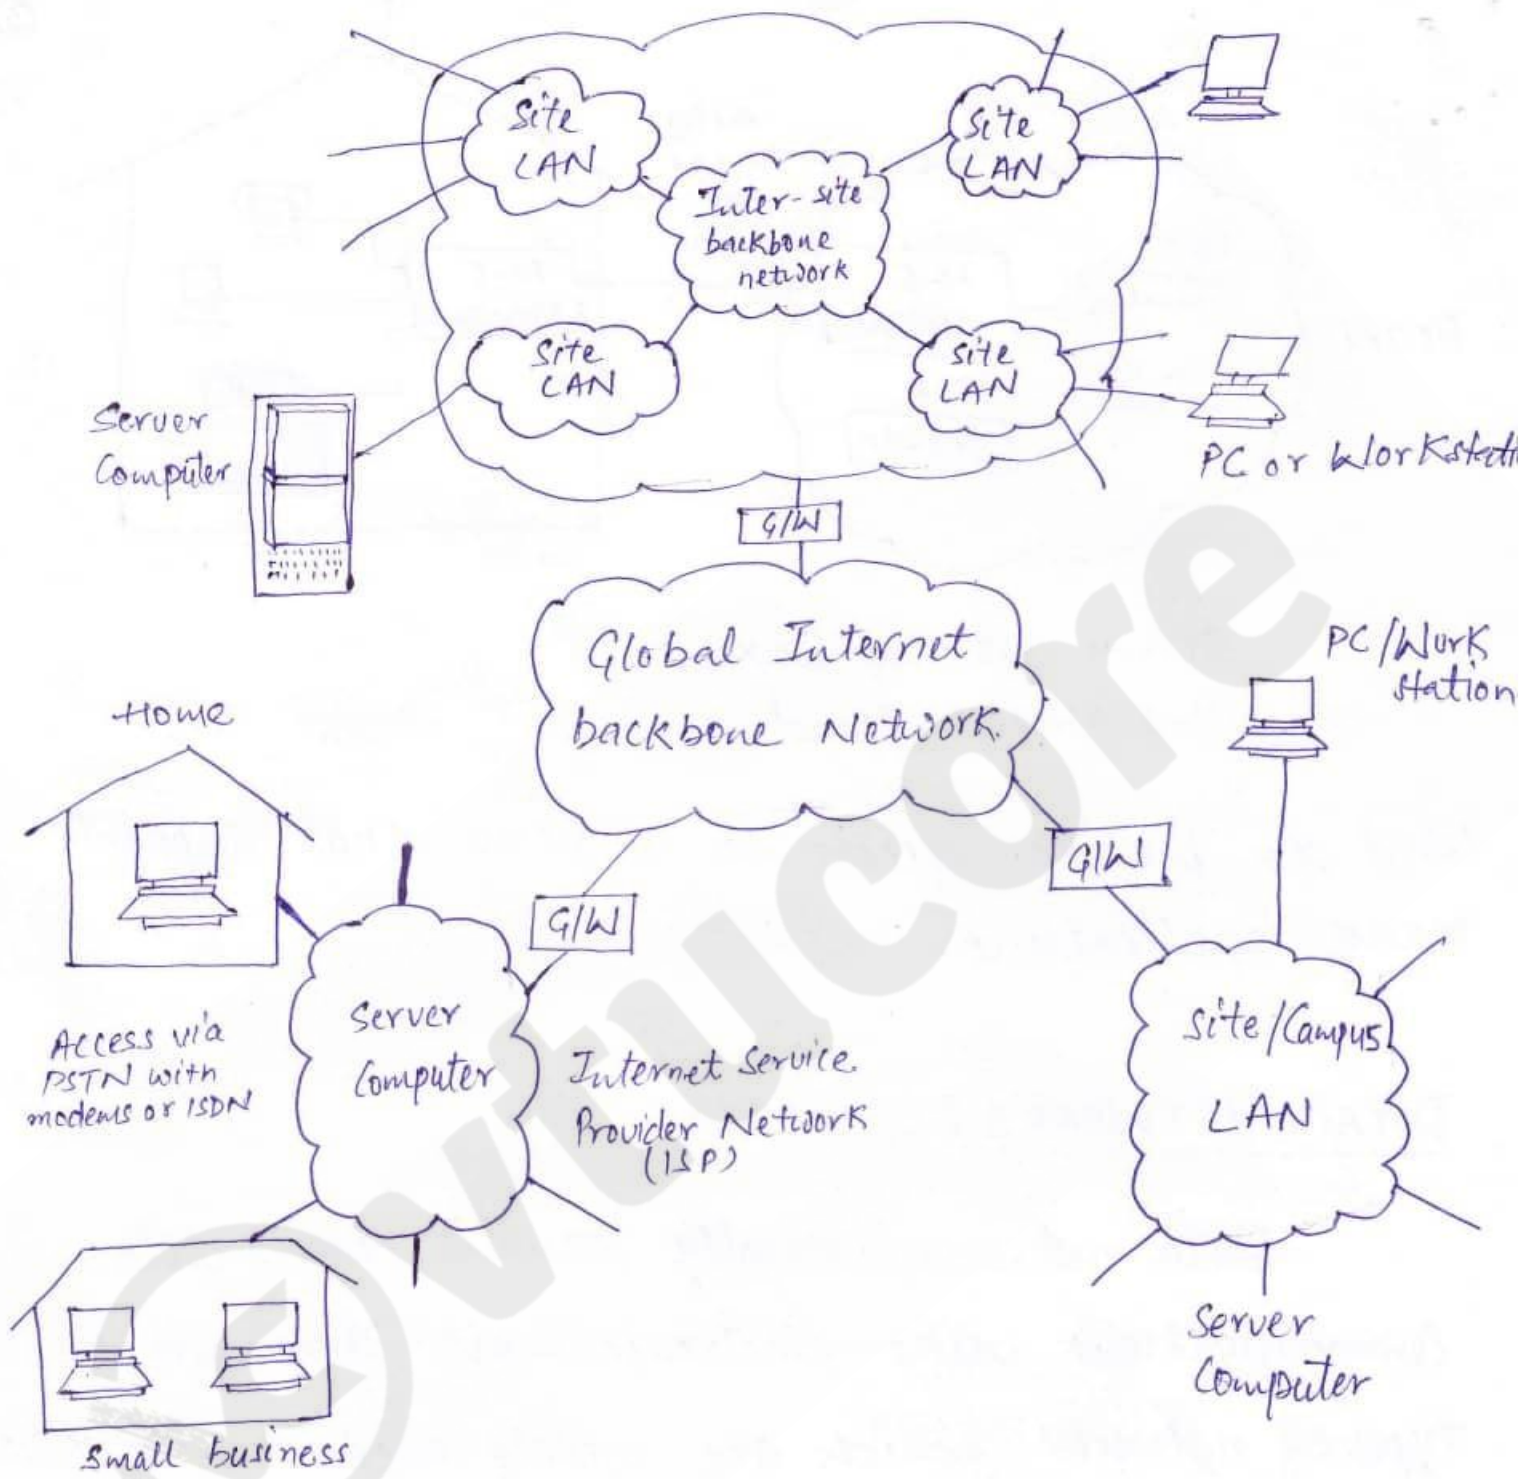 Site
LAN
Site
LAN
Inter-site
backbone
network
Site
LAN
Site
LAN
Server
Computer
PC or Workstati
G/W
Global Internet
backbone Network
PC/Work
station
Home
G/W
G/W
Server
Computer
Access via
PSTN with
modems or ISDN
Internet Service
Provider Network
(ISP)
Site/Campus
LAN
Server
Computer
Small business
vtucore